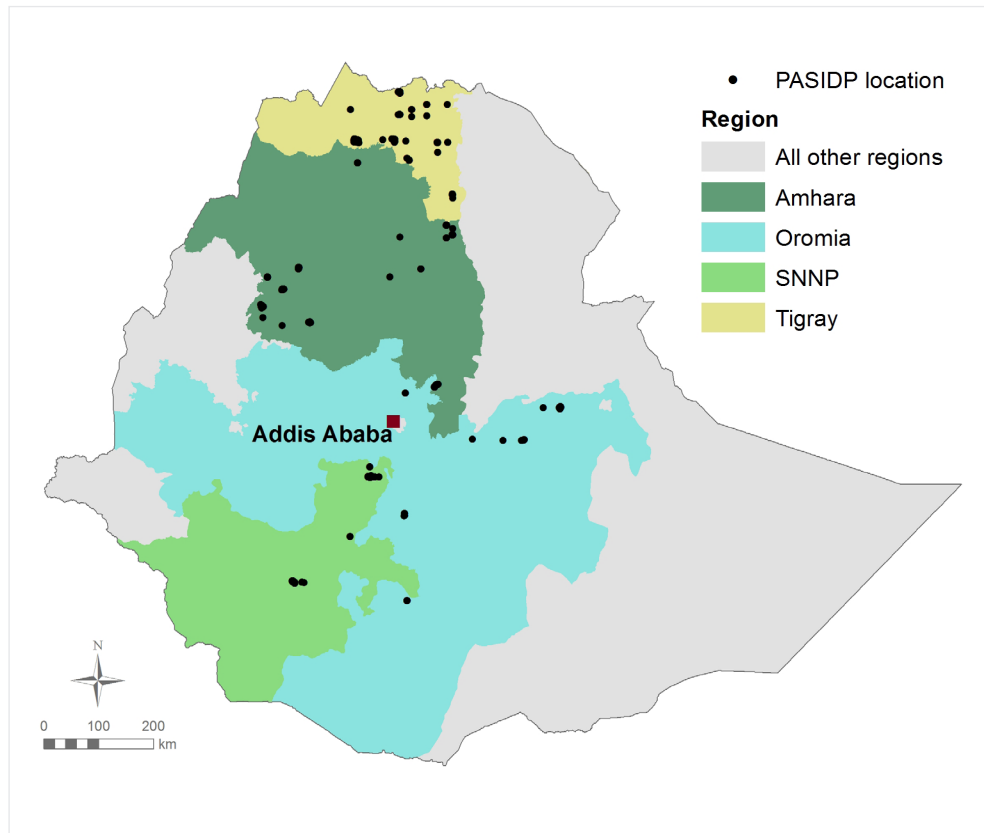 PASIDP location
Region
All other regions
Amhara
Oromia
SNNP
Tigray
Addis Ababa
N
0 100 200
km